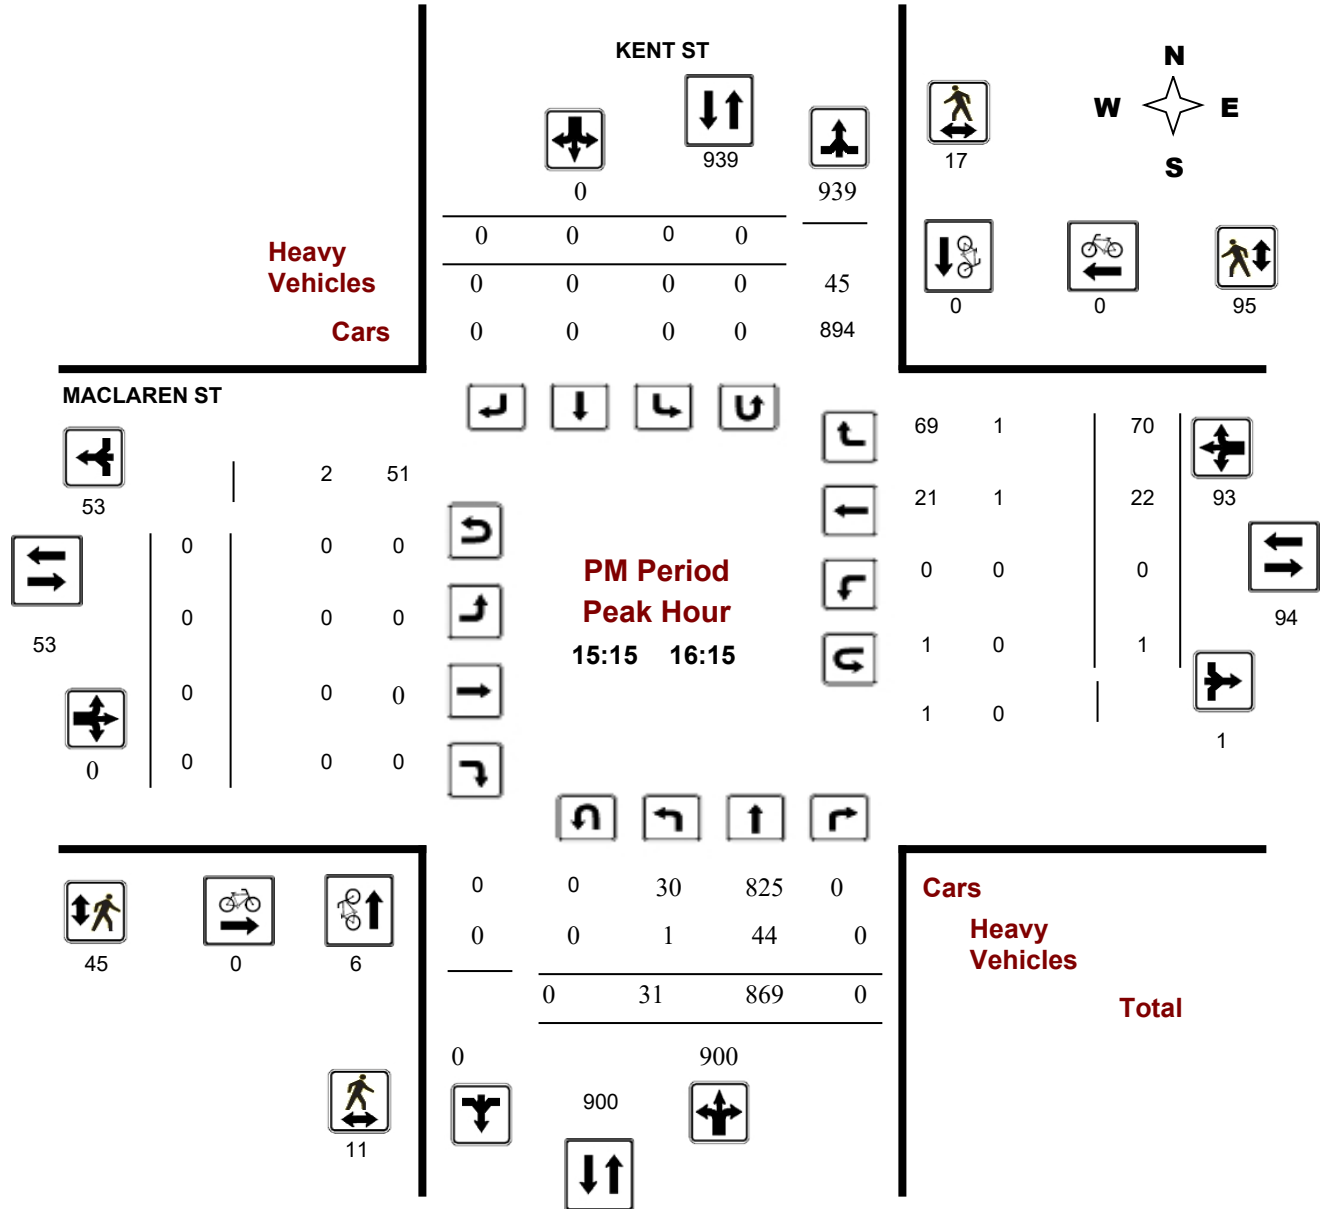 KENT ST
N
W E
S
939
17
0 939
0 0 0 0
Heavy
Vehicles
0 0 0 0 45
Cars
0 0 0 0 894
0 0 95
MACLAREN ST
69 1 70
2 51
53
21 1 22 93
0 0 0
PM Period
Peak Hour
15:15 16:15
0 0 0
0 0 0
94
53
1 0 1
0 0 0
1 0
1
0
0 0 0
0 0 30 825 0
Cars
0 0 1 44 0
Heavy
Vehicles
45 0 6
0 31 869 0
Total
0 900
900
11